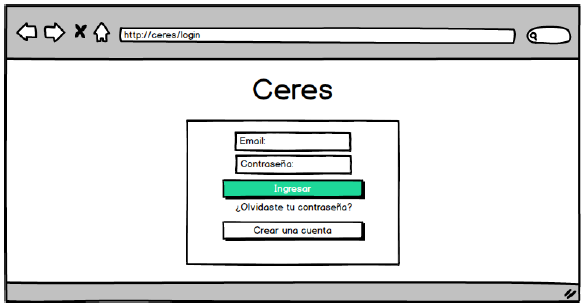 http://ceres/login
Ceres
Email:
Contraseña:
Ingresar
¿Olvidaste tu contraseña?
Crear una cuenta